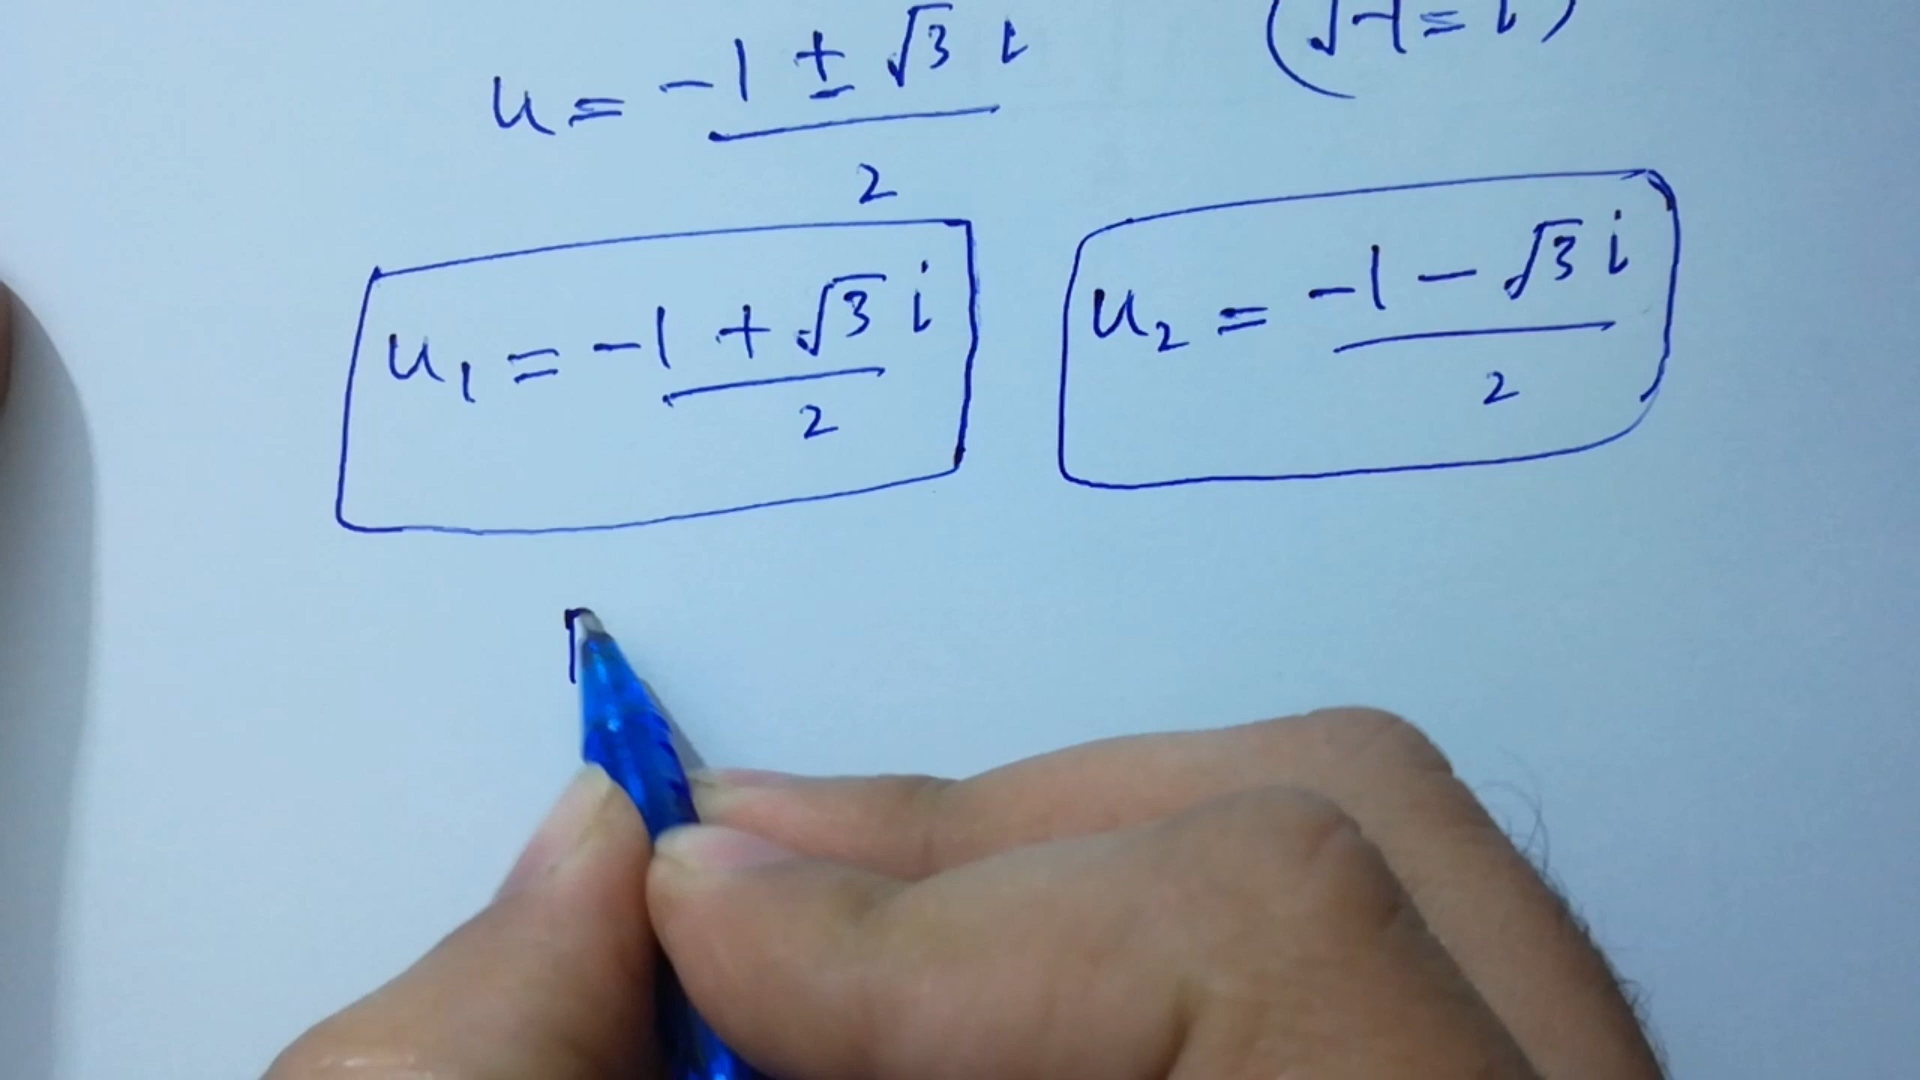 u = (-1 ± √3 i)/2 (√-1 = i)
u₁ = (-1 + √3 i)/2 u₂ = (-1 - √3 i)/2